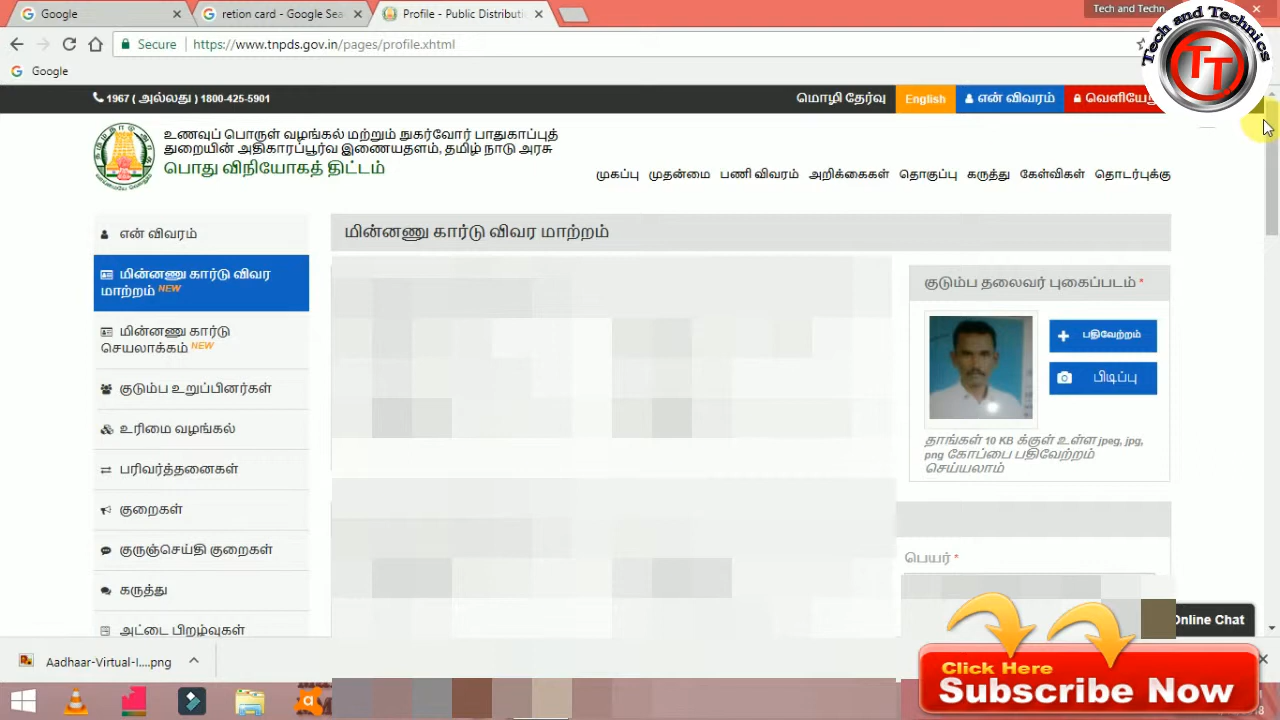 Google
retion card - Google Sea
Profile - Public Distributi
Tech and Techn
Tech and Technics
TT
Secure
https://www.tnpds.gov.in/pages/profile.xhtml
Google
1967 ( அல்லது ) 1800-425-5901
மொழி தேர்வு
English
என் விவரம்
வெளியேறு
உணவுப் பொருள் வழங்கல் மற்றும் நுகர்வோர் பாதுகாப்புத்
துறையின் அதிகாரப்பூர்வ இணையதளம், தமிழ் நாடு அரசு
பொது விநியோகத் திட்டம்
முகப்பு முதன்மை பணி விவரம் அறிக்கைகள் தொகுப்பு கருத்து கேள்விகள் தொடர்புக்கு
என் விவரம்
மின்னணு கார்டு விவர
மாற்றம் NEW
மின்னணு கார்டு
செயலாக்கம் NEW
குடும்ப உறுப்பினர்கள்
உரிமை வழங்கல்
பரிவர்த்தனைகள்
குறைகள்
குருஞ்செய்தி குறைகள்
கருத்து
அட்டை பிறழ்வுகள்
மின்னணு கார்டு விவர மாற்றம்
குடும்ப தலைவர் புகைப்படம் *
பதிவேற்றம்
பிடிப்பு
தாங்கள் 10 KB க்குள் உள்ள jpeg, jpg,
png கோப்பை பதிவேற்றம்
செய்யலாம்
பெயர் *
Online Chat
Aadhaar-Virtual-I....png
Click Here
Subscribe Now